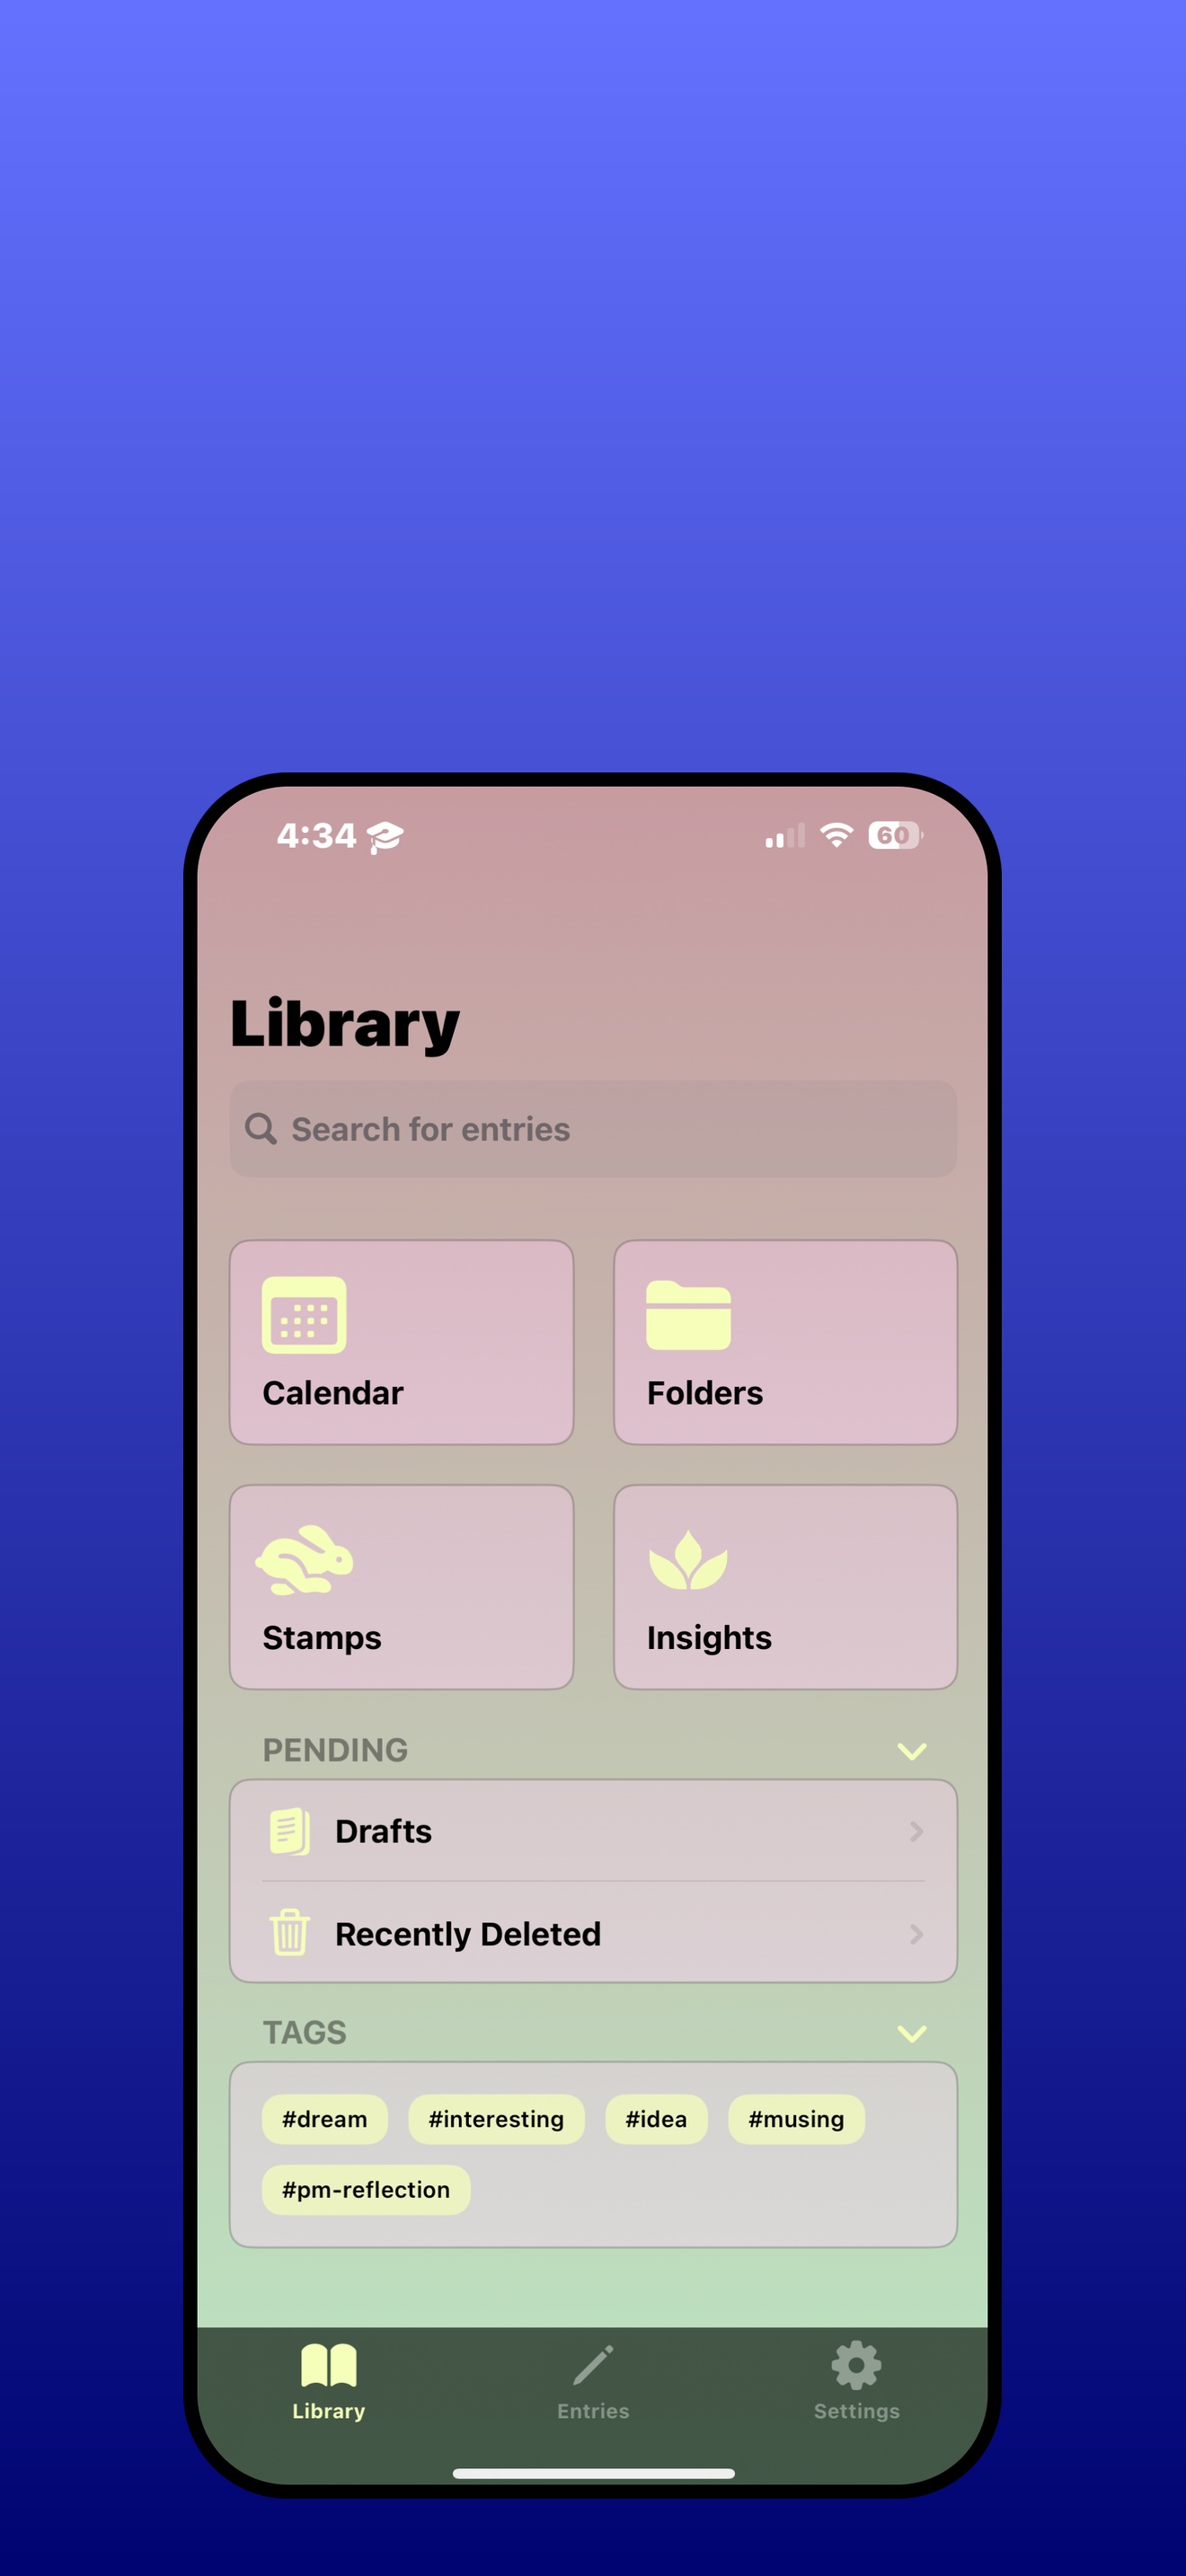 4:34
60
Library
Search for entries
Calendar
Folders
Stamps
Insights
PENDING
Drafts
Recently Deleted
TAGS
#dream #interesting #idea #musing
#pm-reflection
Library Entries Settings